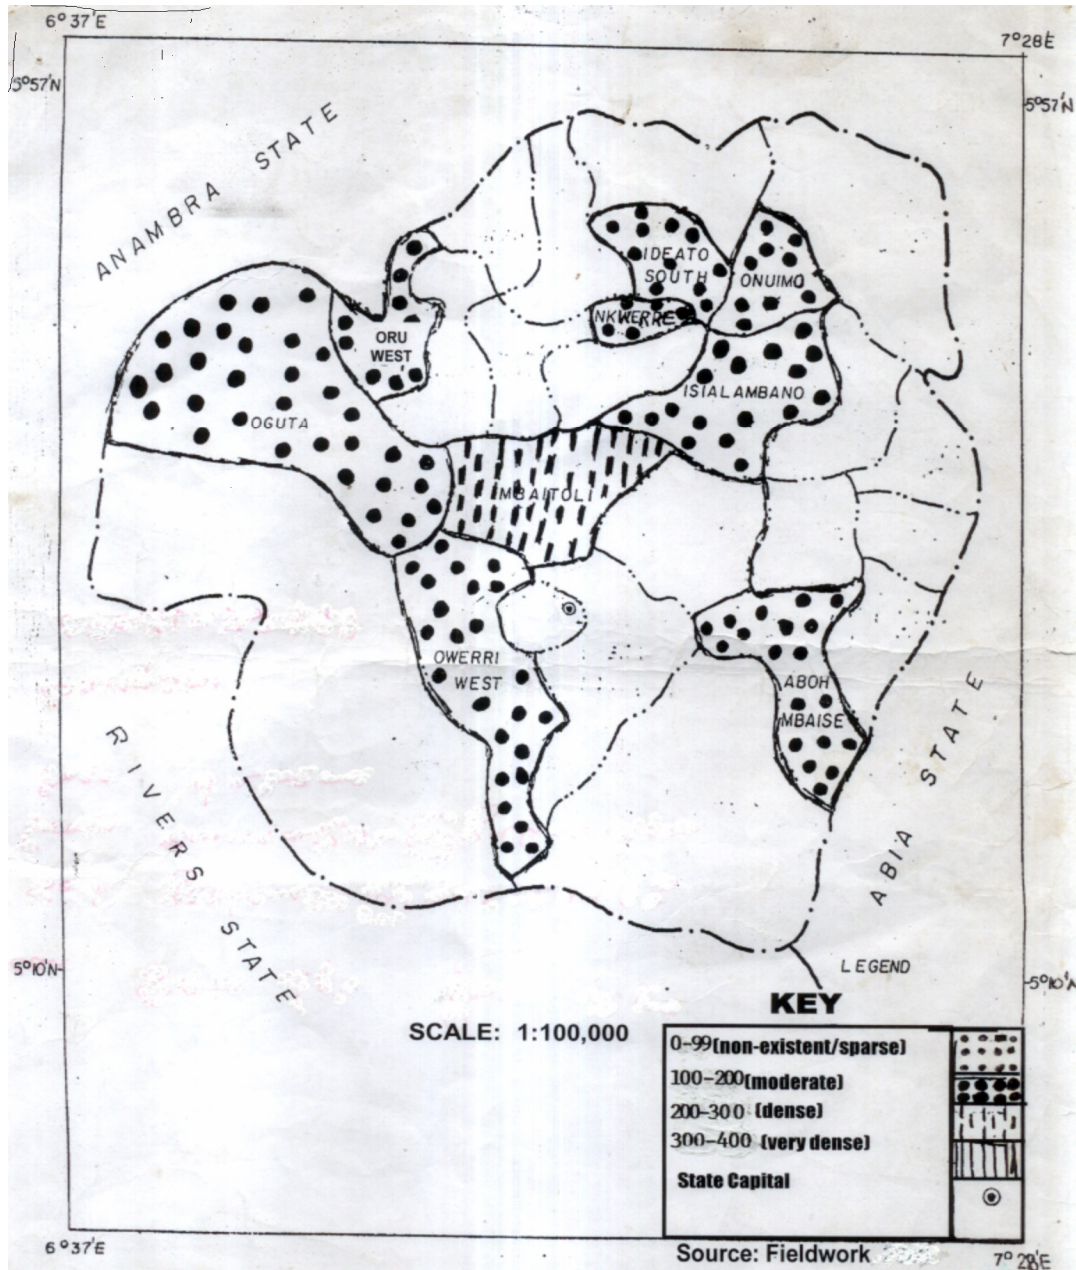 6°37'E
7°28'E
5°57'N
5°57'N
ANAMBRA STATE
IDEATO
SOUTH
ONUIMO
NKWERRE
ORU
WEST
ISIALAMBANO
OGUTA
MBAITOLI
OWERRI
WEST
ABOH
MBAISE
RIVERS STATE
ABIA STATE
5°10'N
5°10'N
LEGEND
KEY
SCALE: 1:100,000
0-99(non-existent/sparse)
100-200(moderate)
200-300 (dense)
300-400 (very dense)
State Capital
6°37'E
Source: Fieldwork
7°28'E